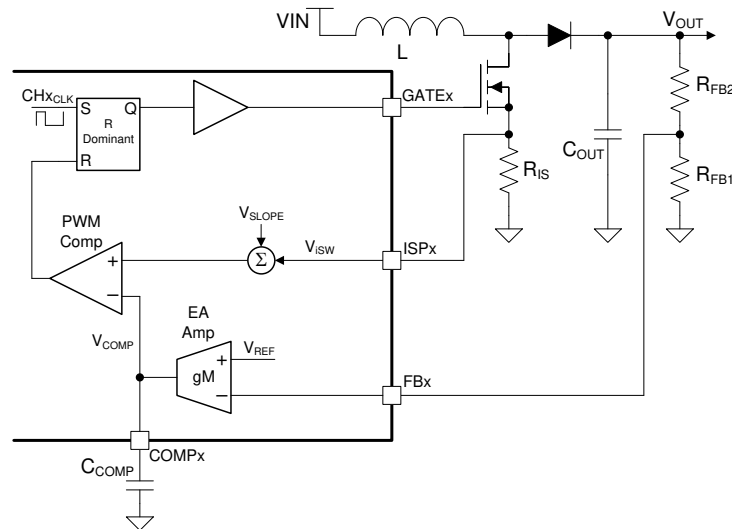 VIN
L
VOUT
CHxCLK
S
Q
R
Dominant
R
GATEx
RFB2
COUT
RIS
RFB1
PWM
Comp
VSLOPE
+
Σ
ViSW
ISPx
−
VCOMP
EA
Amp
VREF
+
gM
−
FBx
COMPx
CCOMP